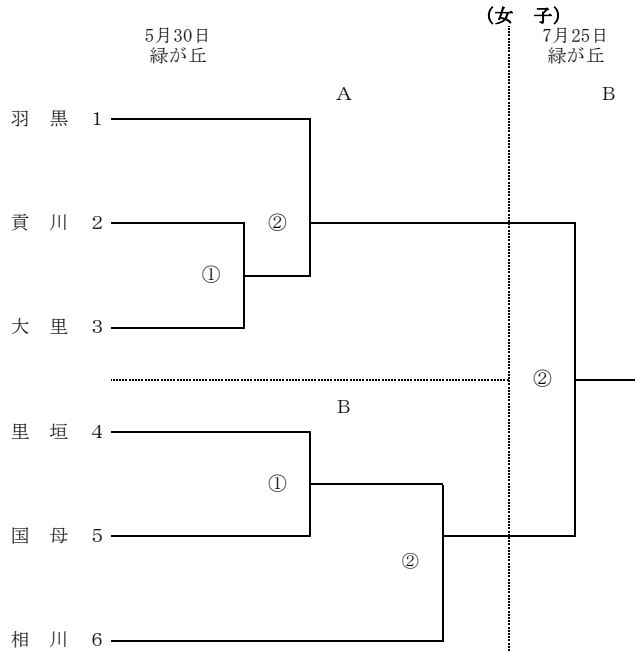 (女　子)
5月30日
緑が丘
7月25日
緑が丘
A
B
羽　黒　1
貢　川　2
②
①
大　里　3
②
B
里　垣　4
①
国　母　5
②
相　川　6